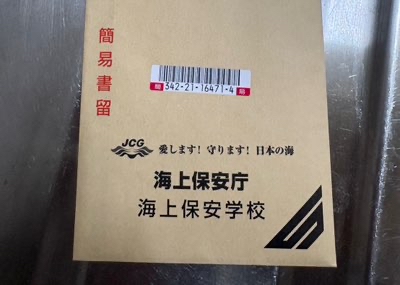 簡易書留
342-21-16471-4
JCG
愛します! 守ります! 日本の海
海上保安庁
海上保安学校